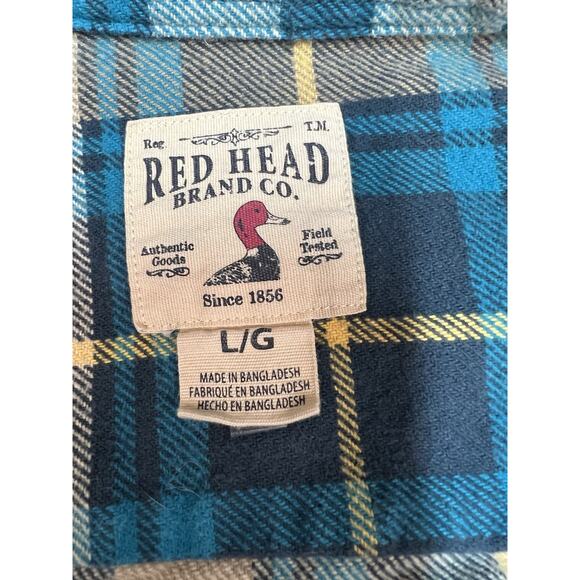 Reg. T.M.
RED HEAD
BRAND CO.
Authentic Goods
Field Tested
Since 1856
L/G
MADE IN BANGLADESH
FABRIQUÉ EN BANGLADESH
HECHO EN BANGLADESH